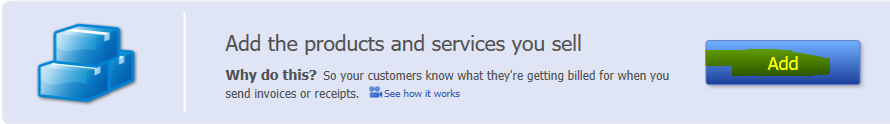 Add the products and services you sell
Why do this? So your customers know what they're getting billed for when you
send invoices or receipts. See how it works
Add